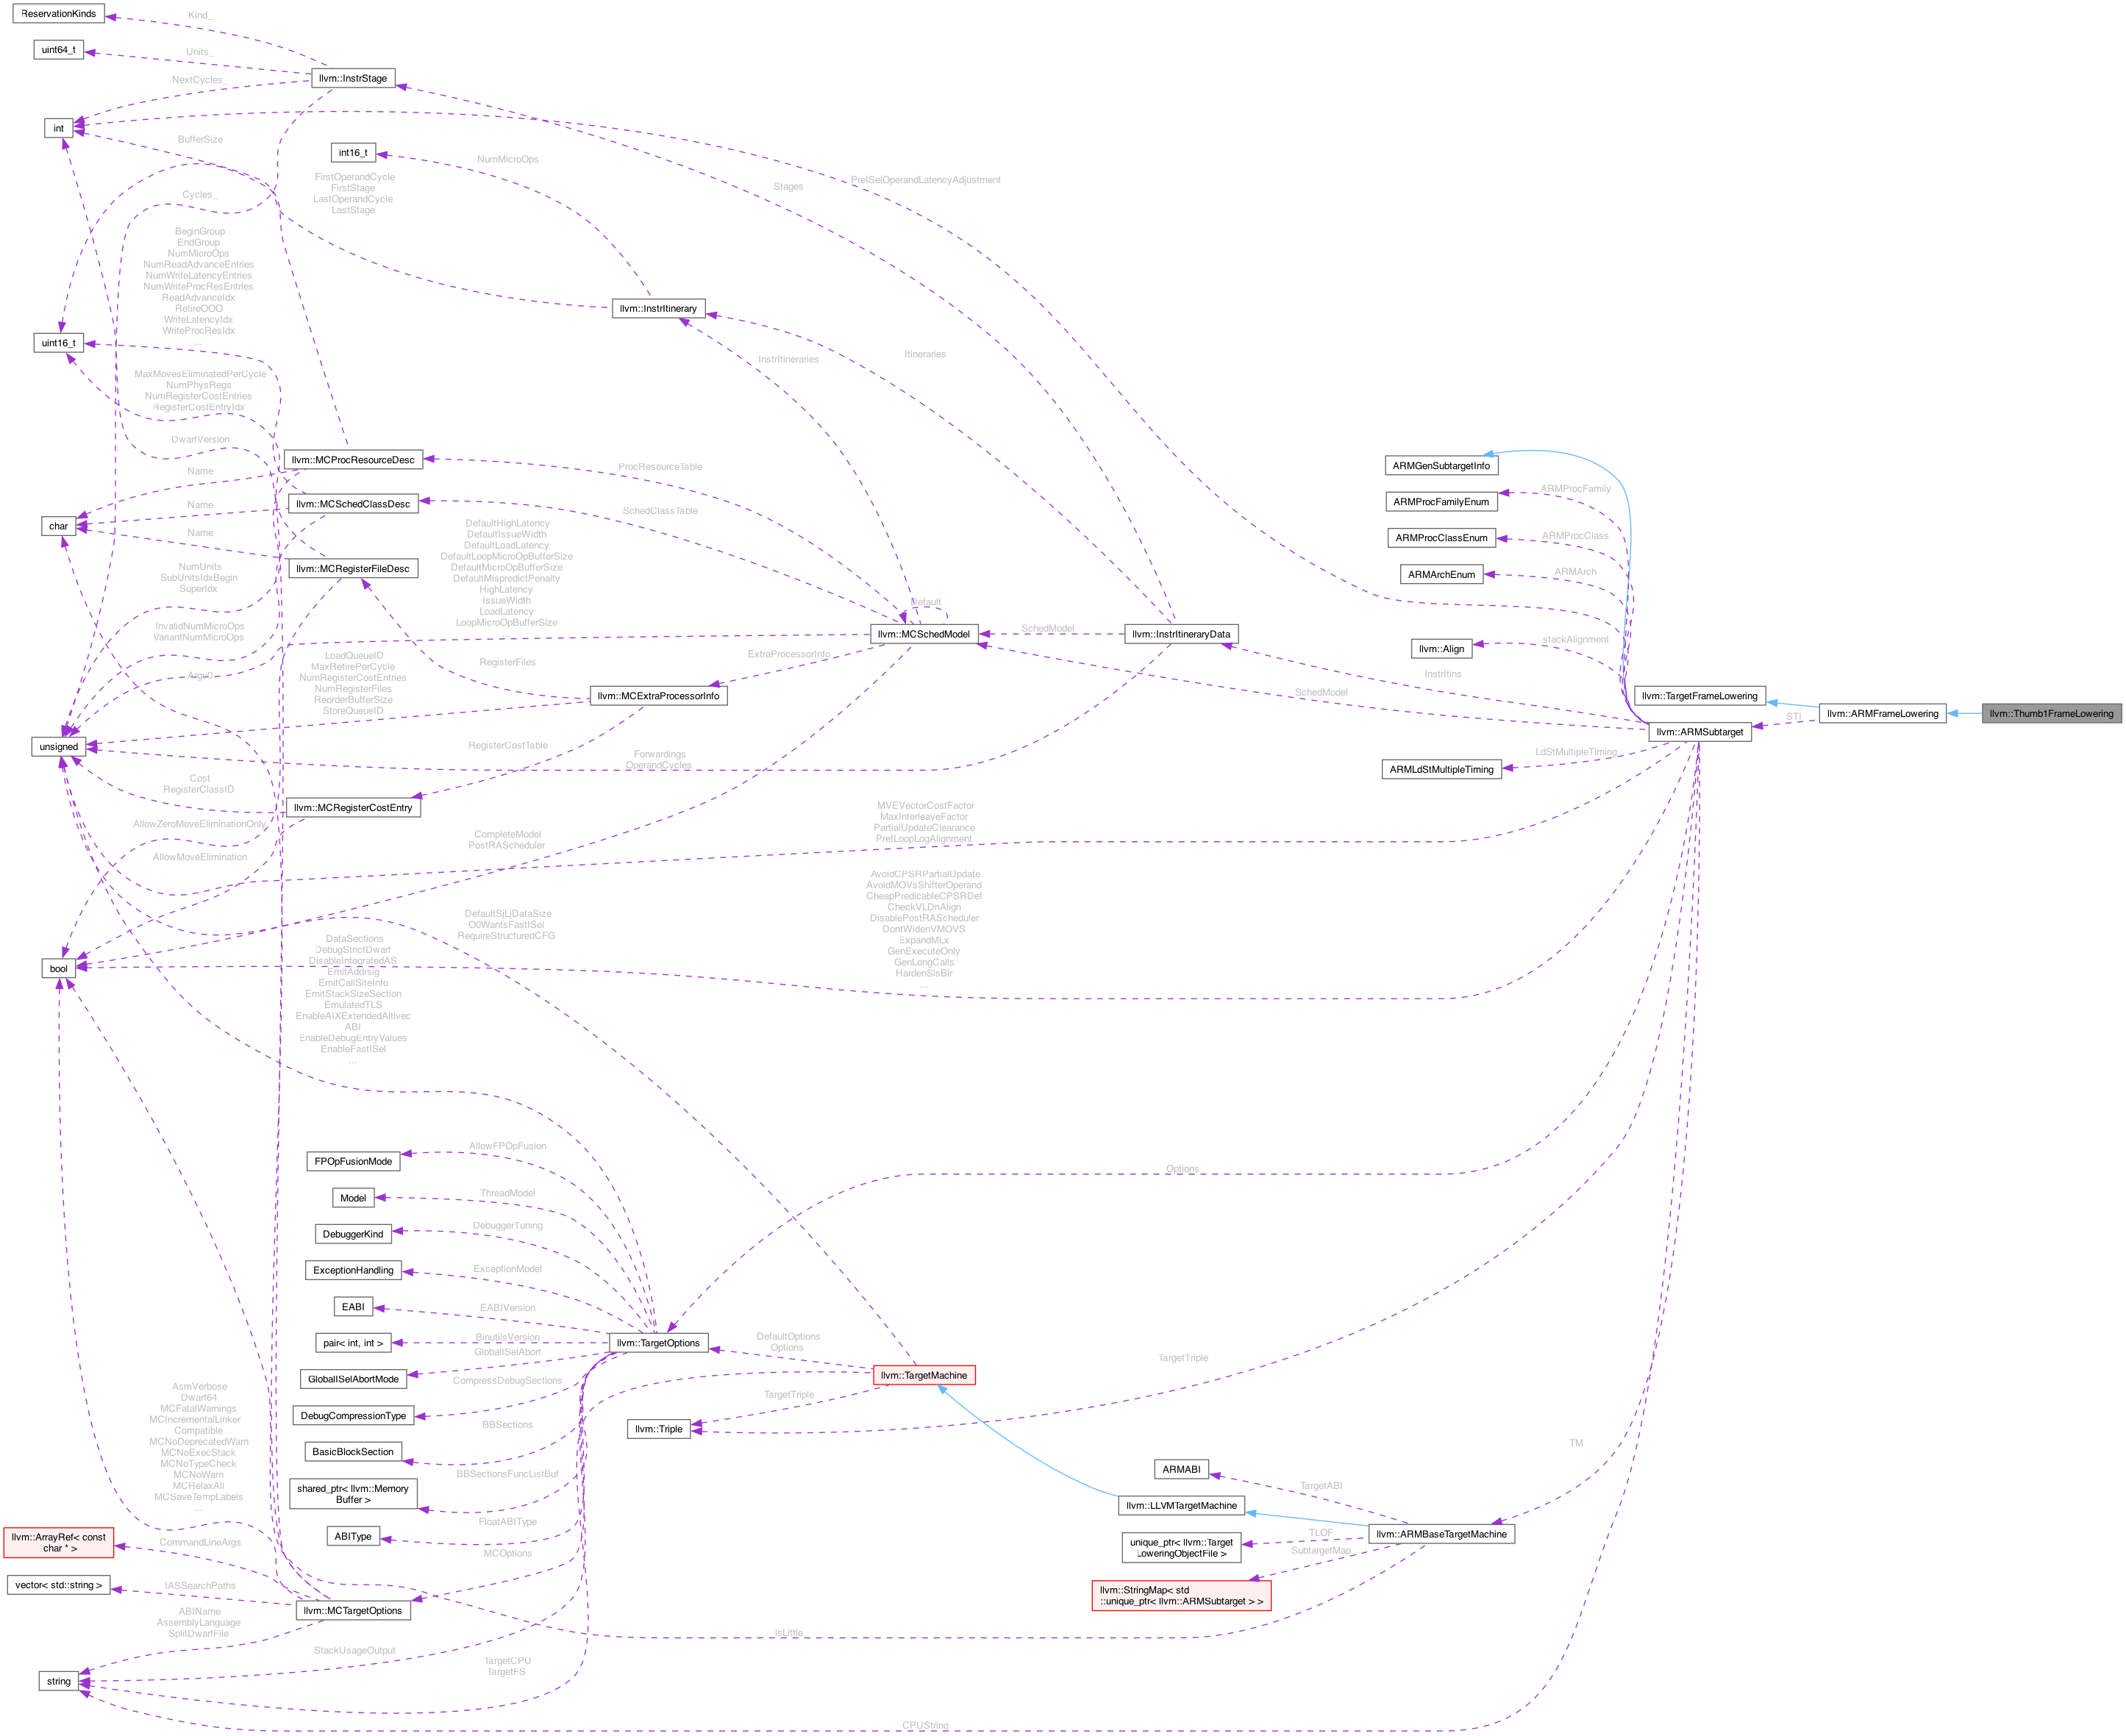 ReservationKinds
Kind_
uint64_t
Units_
llvm::InstrStage
NextCycles_
int
BufferSize
int16_t
NumMicroOps
FirstOperandCycle
FirstStage
LastOperandCycle
LastStage
Cycles_
Stages
PreISelOperandLatencyAdjustment
BeginGroup
EndGroup
NumMicroOps
NumReadAdvanceEntries
NumWriteLatencyEntries
NumWriteProcResEntries
ReadAdvanceIdx
RetireOOO
WriteLatencyIdx
WriteProcResIdx
...
uint16_t
llvm::InstrItinerary
InstrItineraries
Itineraries
MaxMovesEliminatedPerCycle
NumPhysRegs
NumRegisterCostEntries
RegisterCostEntryIdx
DwarfVersion
llvm::MCProcResourceDesc
ProcResourceTable
Name
llvm::MCSchedClassDesc
SchedClassTable
Name
char
Name
llvm::MCRegisterFileDesc
DefaultHighLatency
DefaultIssueWidth
DefaultLoadLatency
DefaultLoopMicroOpBufferSize
DefaultMicroOpBufferSize
DefaultMispredictPenalty
HighLatency
IssueWidth
LoadLatency
LoopMicroOpBufferSize
...
NumUnits
SubUnitsIdxBegin
SuperIdx
InvalidNumMicroOps
VariantNumMicroOps
Default
llvm::MCSchedModel
SchedModel
llvm::InstrItineraryData
ARMGenSubtargetInfo
ARMProcFamilyEnum
ARMProcFamily
ARMProcClassEnum
ARMProcClass
ARMArchEnum
ARMArch
llvm::Align
stackAlignment
InstrItins
SchedModel
llvm::TargetFrameLowering
llvm::ARMFrameLowering
llvm::Thumb1FrameLowering
STI
llvm::ARMSubtarget
LdStMultipleTiming
ARMLdStMultipleTiming
Argv0
LoadQueueID
MaxRetirePerCycle
NumRegisterCostEntries
NumRegisterFiles
ReorderBufferSize
StoreQueueID
RegisterFiles
ExtraProcessorInfo
llvm::MCExtraProcessorInfo
unsigned
RegisterCostTable
Forwardings
OperandCycles
Cost
RegisterClassID
llvm::MCRegisterCostEntry
AllowZeroMoveEliminationOnly
AllowMoveElimination
CompleteModel
PostRAScheduler
MVEVectorCostFactor
MaxInterleaveFactor
PartialUpdateClearance
PrefLoopLogAlignment
AvoidCPSRPartialUpdate
AvoidMOVsShifterOperand
CheapPredicableCPSRDef
CheckVLDnAlign
DisablePostRAScheduler
DontWidenVMOVS
ExpandMLx
GenExecuteOnly
GenLongCalls
HardenSlsBlr
...
bool
DefaultSjLjDataSize
O0WantsFastISel
RequireStructuredCFG
DataSections
DebugStrictDwarf
DisableIntegratedAS
EmitAddrsig
EmitCallSiteInfo
EmitStackSizeSection
EmulatedTLS
EnableAIXExtendedAltivec
ABI
EnableDebugEntryValues
EnableFastISel
...
FPOpFusionMode
AllowFPOpFusion
Model
ThreadModel
DebuggerKind
DebuggerTuning
ExceptionHandling
ExceptionModel
EABI
EABIVersion
pair< int, int >
BinutilsVersion
GlobalISelAbort
GlobalISelAbortMode
llvm::TargetOptions
Options
DefaultOptions
Options
llvm::TargetMachine
CompressDebugSections
DebugCompressionType
BBSections
BasicBlockSection
TargetTriple
TargetTriple
llvm::Triple
BBSectionsFuncListBuf
shared_ptr< llvm::Memory
Buffer >
FloatABIType
ABIType
MCOptions
ARMABI
TargetABI
TM
llvm::LLVMTargetMachine
llvm::ARMBaseTargetMachine
unique_ptr< llvm::Target
LoweringObjectFile >
TLOF
SubtargetMap
llvm::StringMap< std
::unique_ptr< llvm::ARMSubtarget > >
isLittle
AsmVerbose
Dwarf64
MCFatalWarnings
MCIncrementalLinker
Compatible
MCNoDeprecatedWarn
MCNoExecStack
MCNoTypeCheck
MCNoWarn
MCRelaxAll
MCSaveTempLabels
...
llvm::ArrayRef< const
char * >
CommandLineArgs
vector< std::string >
IASSearchPaths
llvm::MCTargetOptions
ABIName
AssemblyLanguage
SplitDwarfFile
StackUsageOutput
TargetCPU
TargetFS
string
CPUString